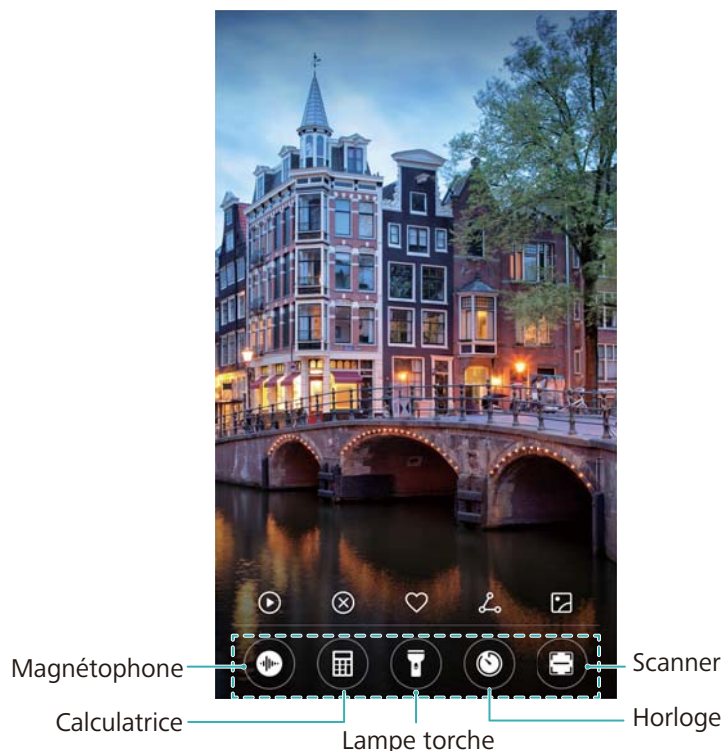 Magnétophone
Scanner
Calculatrice
Horloge
Lampe torche